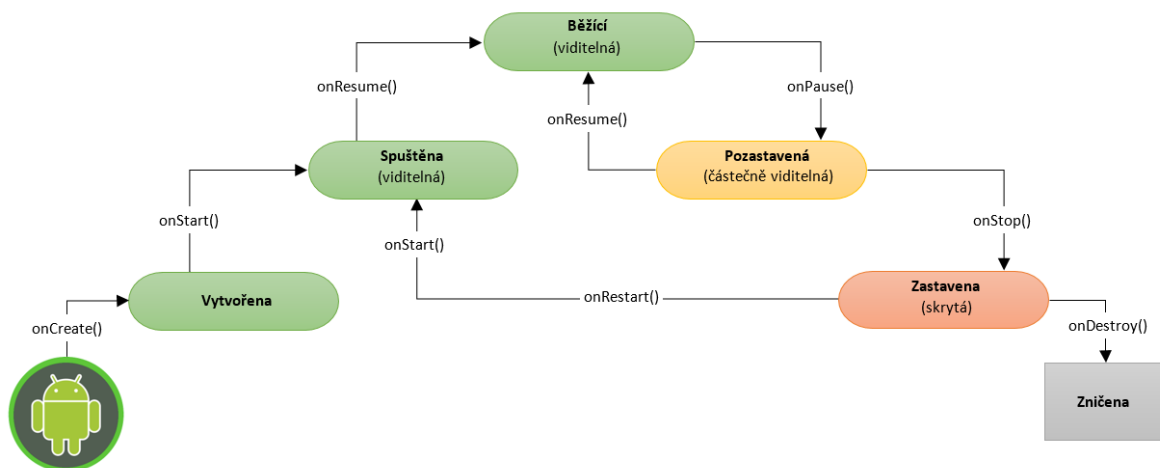 Běžící
(viditelná)
onResume()
onPause()
onResume()
Spuštěna
(viditelná)
Pozastavená
(částečně viditelná)
onStart()
onStart()
onStop()
Vytvořena
onRestart()
Zastavena
(skrytá)
onCreate()
onDestroy()
Zničena